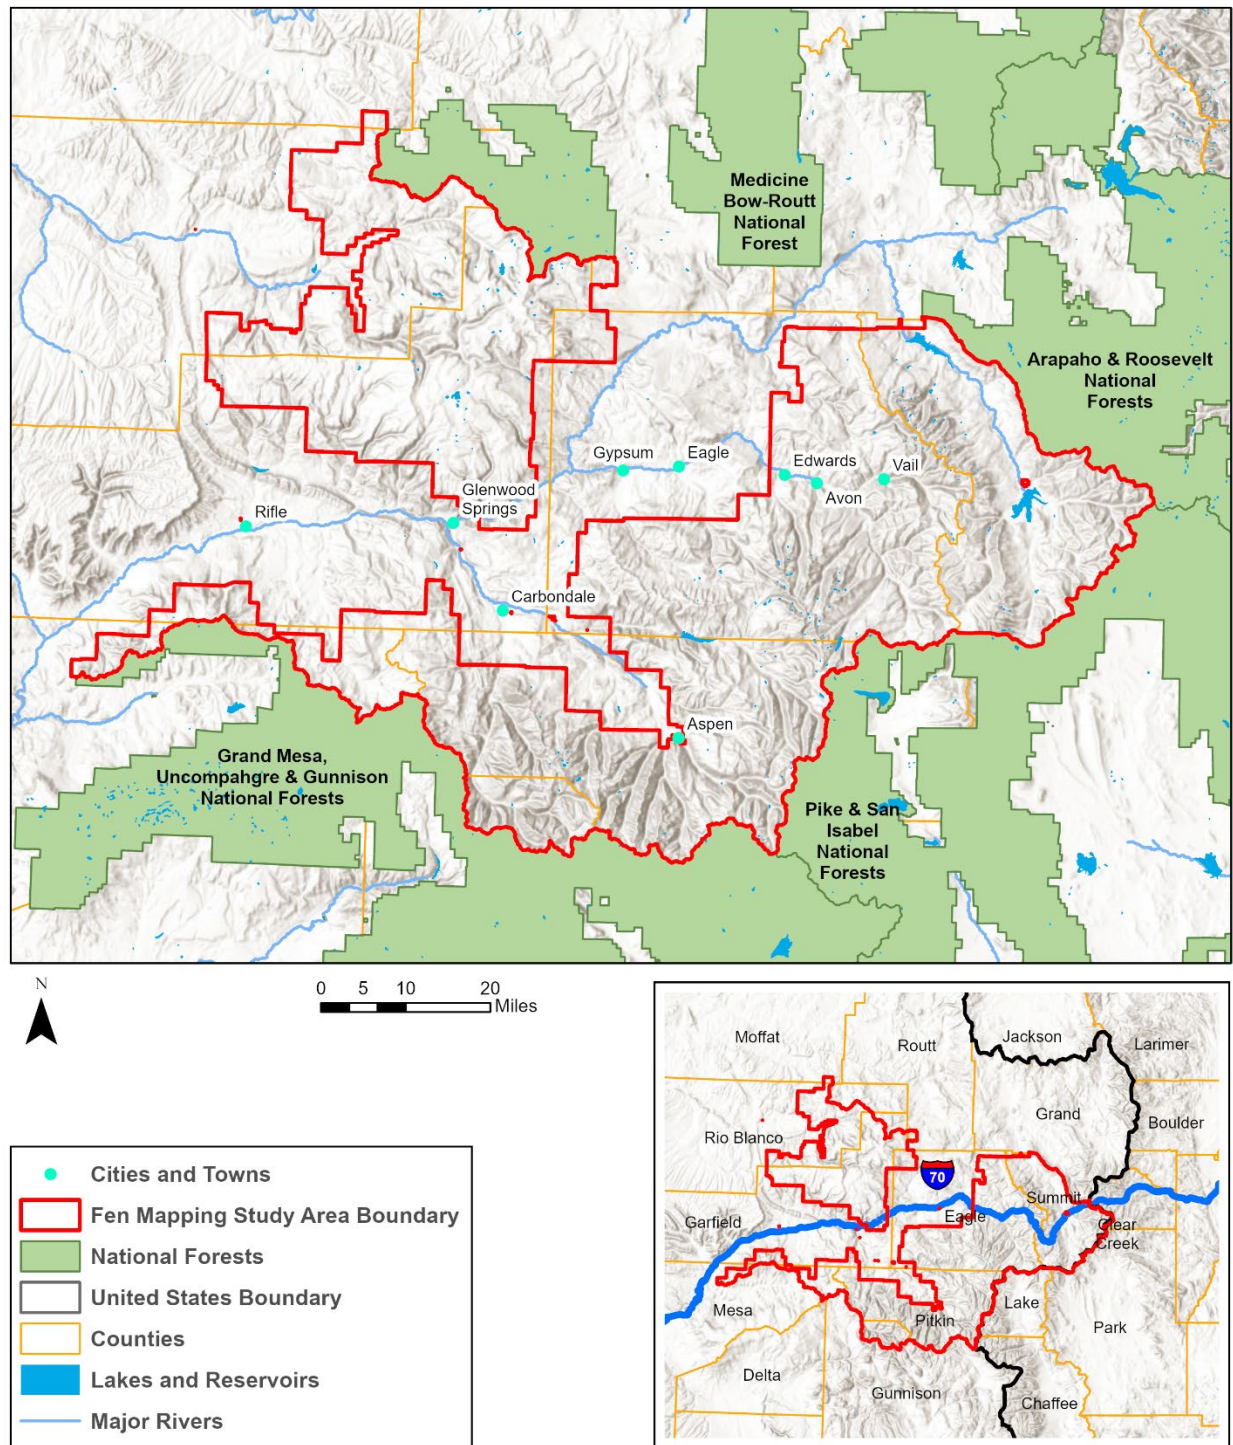 Medicine
Bow-Routt
National
Forest
Arapaho & Roosevelt
National
Forests
Gypsum
Eagle
Edwards
Vail
Avon
Glenwood
Springs
Rifle
Carbondale
Aspen
Grand Mesa,
Uncompahgre & Gunnison
National Forests
Pike & San
Isabel
National
Forests
N
0 5 10 20
Miles
Cities and Towns
Fen Mapping Study Area Boundary
National Forests
United States Boundary
Counties
Lakes and Reservoirs
Major Rivers
Moffat
Routt
Jackson
Larimer
Grand
Boulder
Rio Blanco
70
Summit
Garfield
Eagle
Clear
Creek
Mesa
Lake
Pitkin
Park
Delta
Gunnison
Chaffee